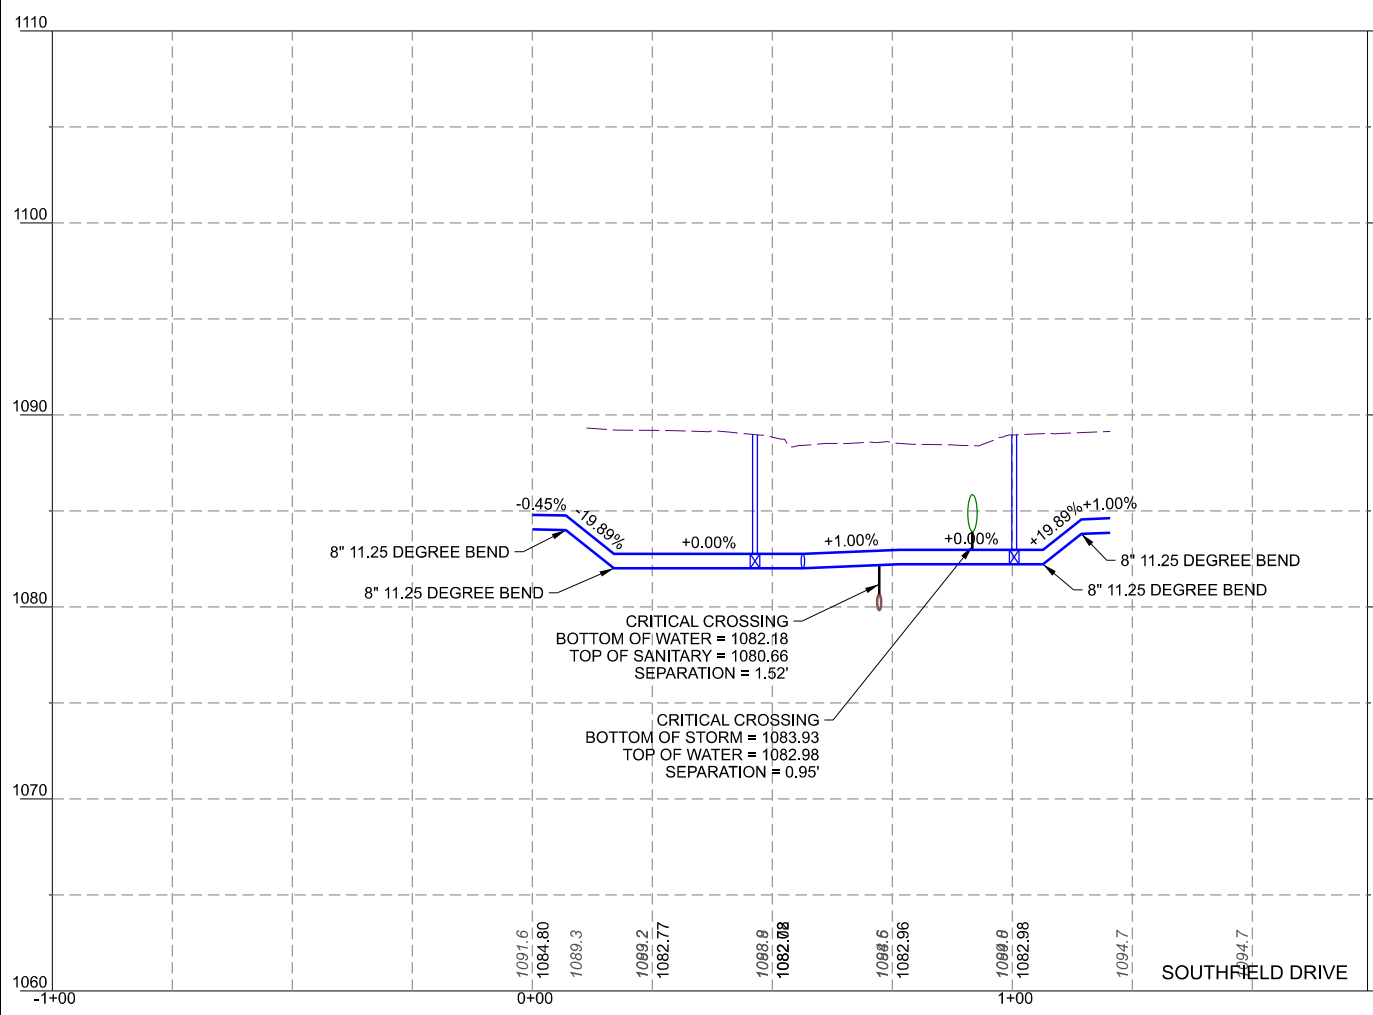 1110
1100
1090
1080
1070
1060
-0.45%
-19.89%
+0.00%
+1.00%
+0.00%
+19.89%
+1.00%
8" 11.25 DEGREE BEND
8" 11.25 DEGREE BEND
8" 11.25 DEGREE BEND
8" 11.25 DEGREE BEND
CRITICAL CROSSING
BOTTOM OF WATER = 1082.18
TOP OF SANITARY = 1080.66
SEPARATION = 1.52'
CRITICAL CROSSING
BOTTOM OF STORM = 1083.93
TOP OF WATER = 1082.98
SEPARATION = 0.95'
1091.6
1084.80
1089.3
1082.77
1082.96
1082.98
1094.7
1094.7
SOUTHFIELD DRIVE
-1+00
0+00
1+00